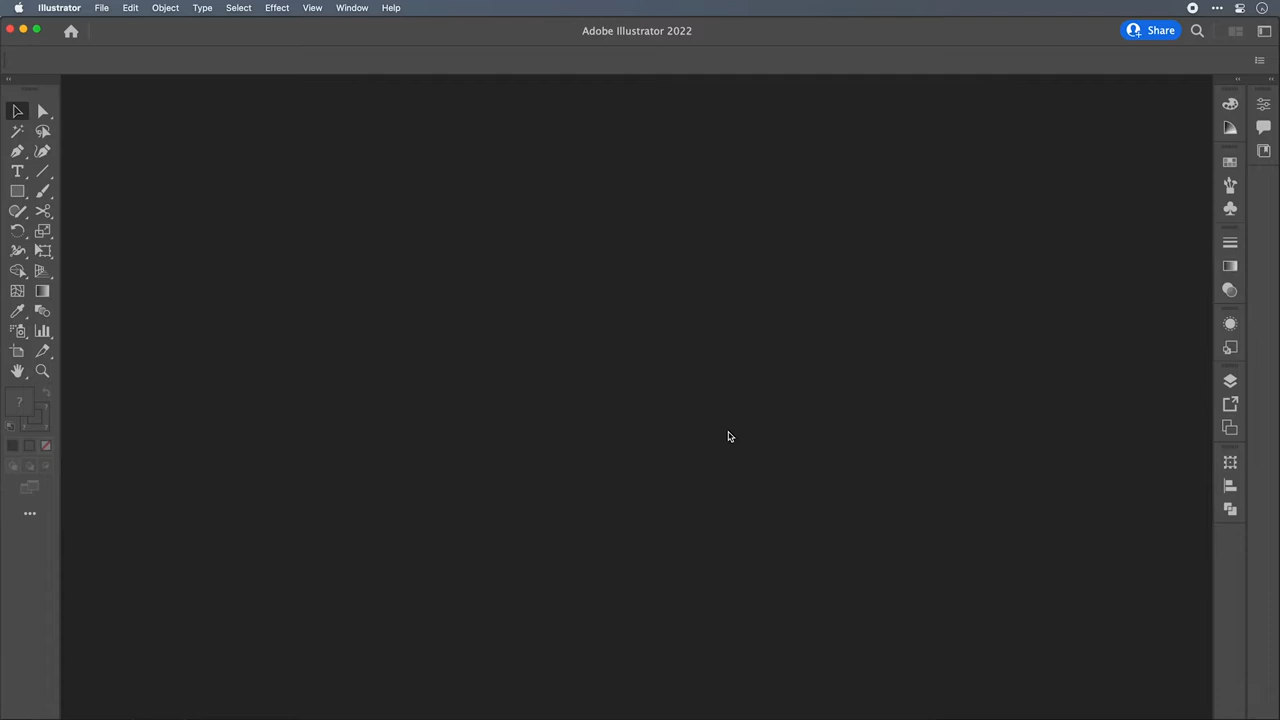 Illustrator File Edit Object Type Select Effect View Window Help
Adobe Illustrator 2022
Share
T
?